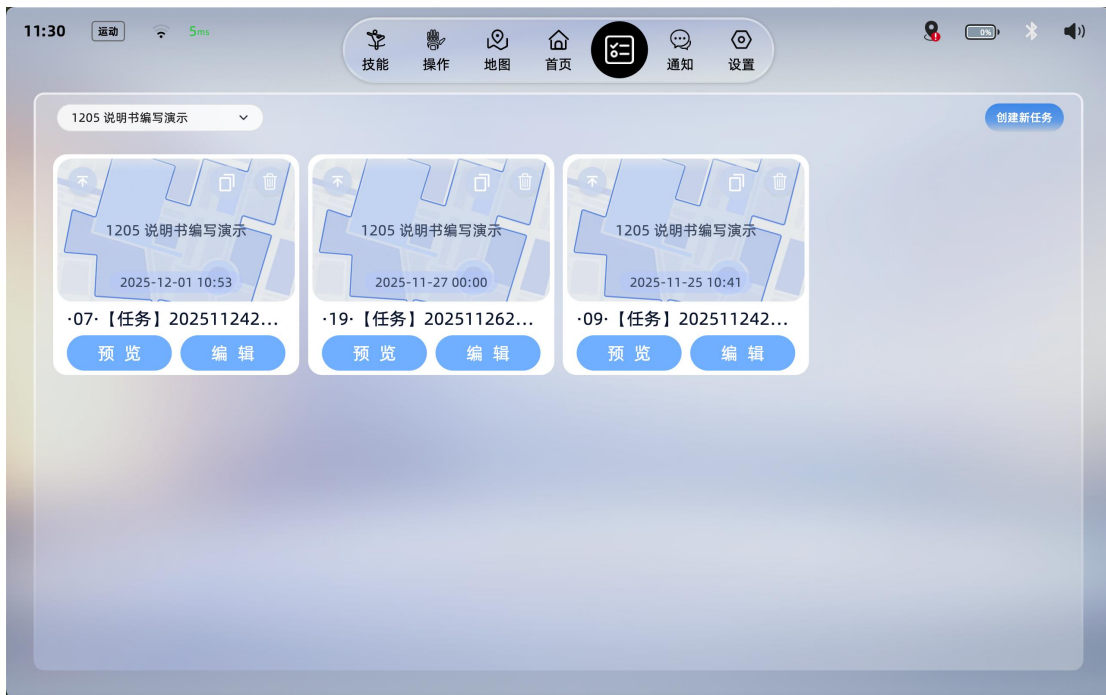 11:30 运动 5ms
技能 操作 地图 首页 通知 设置
0%
1205 说明书编写演示
创建新任务
1205 说明书编写演示
2025-12-01 10:53
·07·【任务】202511242...
预 览 编 辑
1205 说明书编写演示
2025-11-27 00:00
·19·【任务】202511262...
预 览 编 辑
1205 说明书编写演示
2025-11-25 10:41
·09·【任务】202511242...
预 览 编 辑